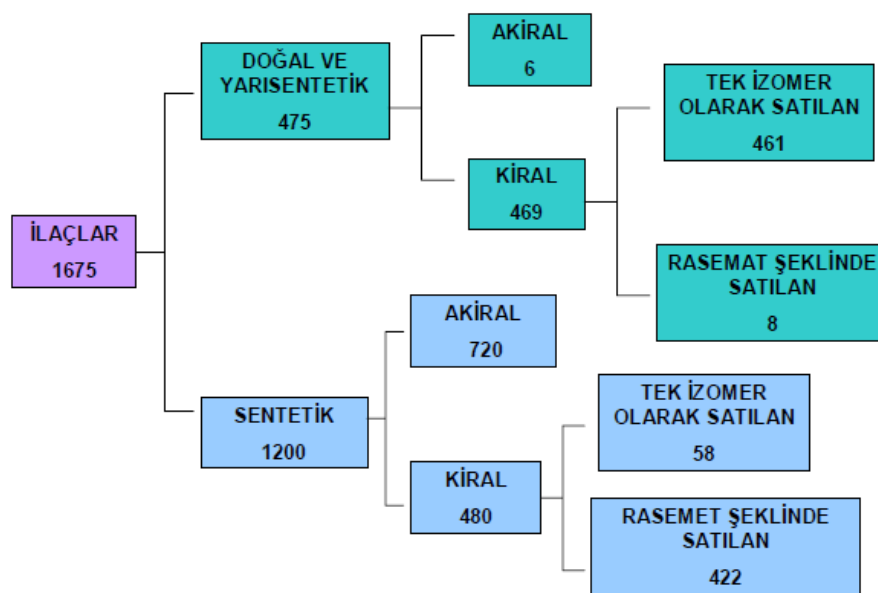 İLAÇLAR
1675
DOĞAL VE
YARISENTETİK
475
AKİRAL
6
KİRAL
469
TEK İZOMER
OLARAK SATILAN
461
RASEMAT ŞEKLİNDE
SATILAN
8
SENTETİK
1200
AKİRAL
720
KİRAL
480
TEK İZOMER
OLARAK SATILAN
58
RASEMET ŞEKLİNDE
SATILAN
422